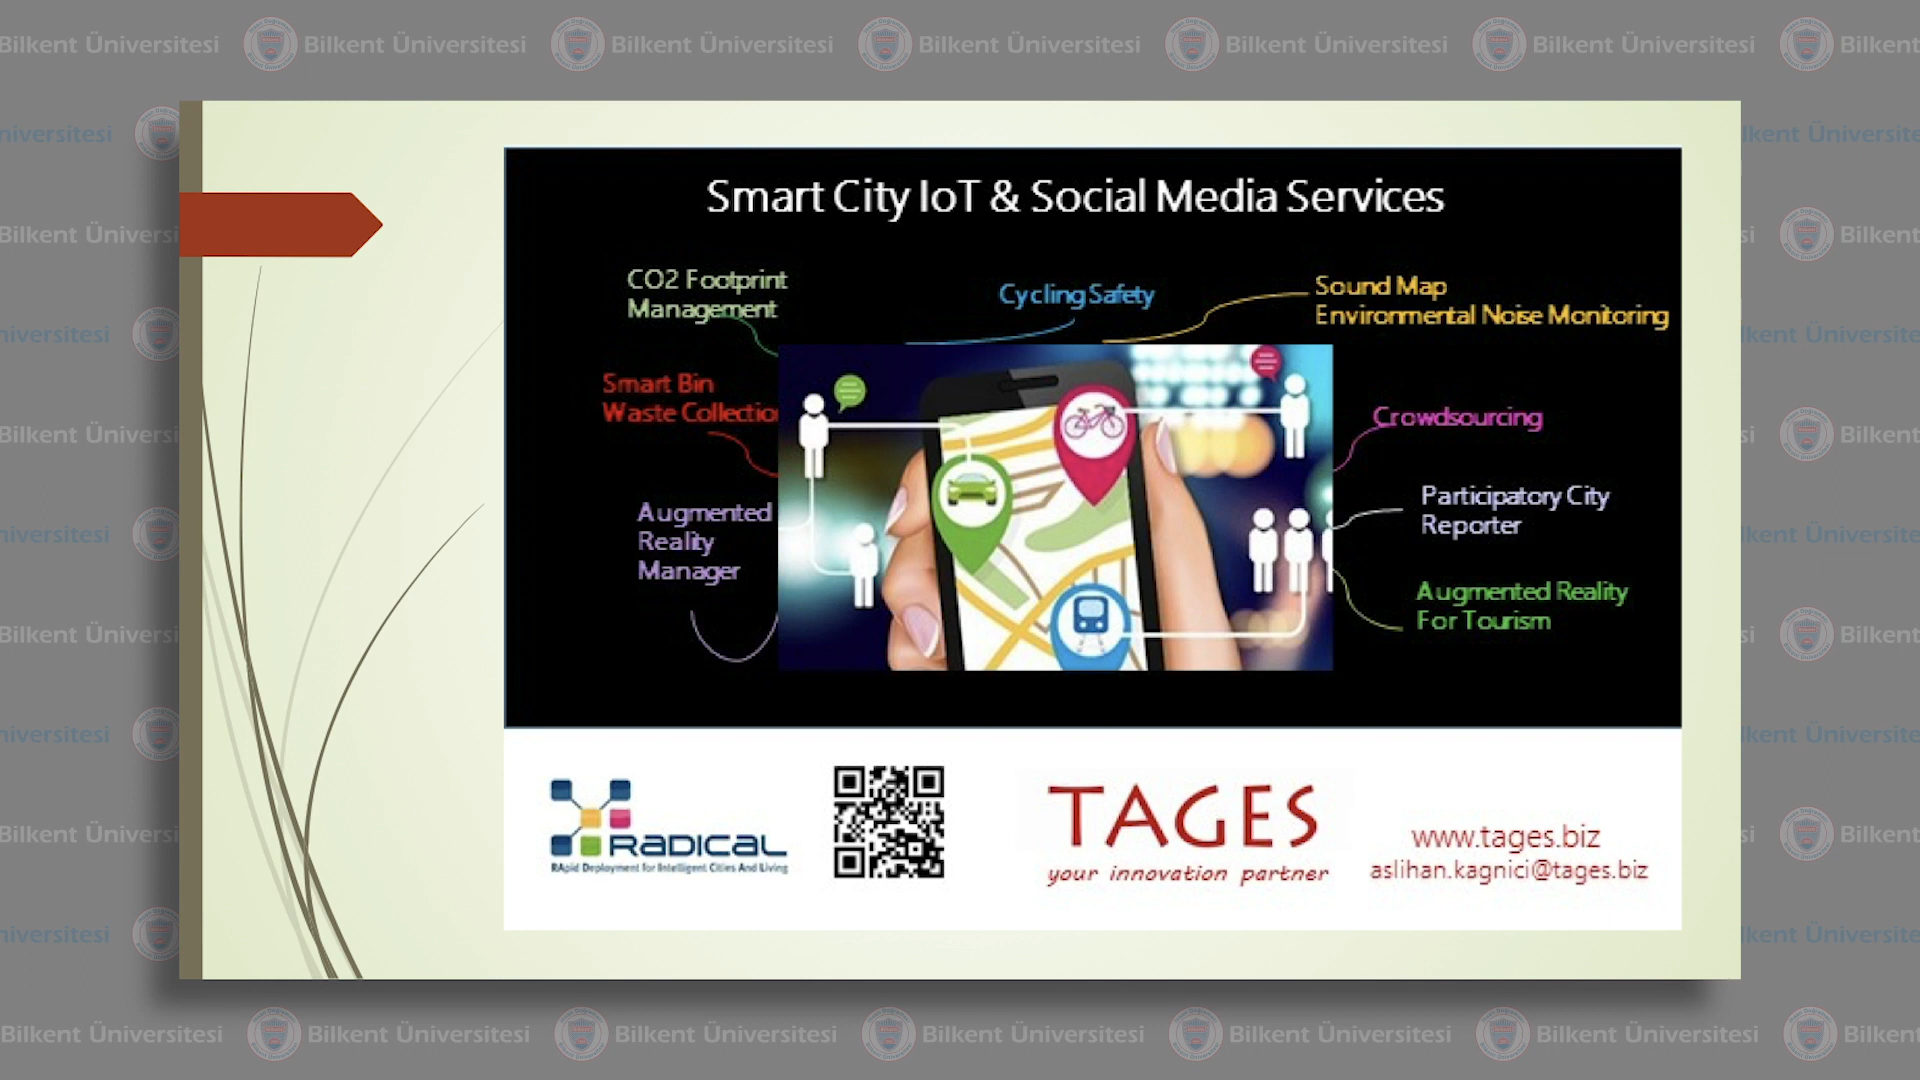 Bilkent Üniversitesi
Smart City IoT & Social Media Services
CO2 Footprint
Management
Cycling Safety
Sound Map
Environmental Noise Monitoring
Smart Bin
Waste Collection
Crowdsourcing
Augmented
Reality
Manager
Participatory City
Reporter
Augmented Reality
For Tourism
RADICAL
RApid Deployment for Intelligent Cities And Living
TAGES
your innovation partner
www.tages.biz
aslihan.kagnici@tages.biz